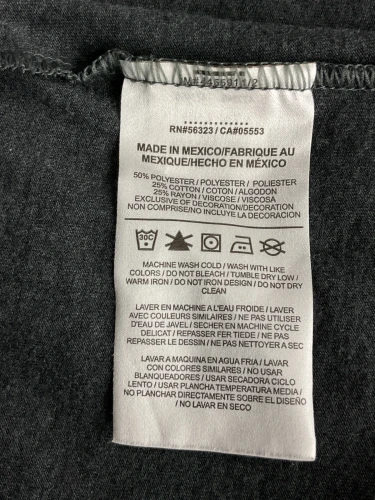 RN#56323 / CA#05553
MADE IN MEXICO/FABRIQUE AU
MEXIQUE/HECHO EN MÉXICO
50% POLYESTER / POLYESTER / POLIESTER
25% COTTON / COTON / ALGODON
25% RAYON / VISCOSE / VISCOSA
EXCLUSIVE OF DECORATION/DECORATION
NON COMPRISE/NO INCLUYE LA DECORACION
30C
MACHINE WASH COLD / WASH WITH LIKE
COLORS / DO NOT BLEACH / TUMBLE DRY LOW /
WARM IRON / DO NOT IRON DESIGN / DO NOT DRY
CLEAN
LAVER EN MACHINE A L'EAU FROIDE / LAVER
AVEC COULEURS SIMILAIRES / NE PAS UTILISER
D'EAU DE JAVEL / SECHER EN MACHINE CYCLE
DELICAT / REPASSER FER TIEDE / NE PAS
REPASSER LE DESSIN / NE PAS NETTOYER A SEC
LAVAR A MAQUINA EN AGUA FRIA / LAVAR
CON COLORES SIMILARES / NO USAR
BLANQUEADORES / USAR SECADORA CICLO
LENTO / USAR PLANCHA TEMPERATURA MEDIA /
NO PLANCHAR DIRECTAMENTE SOBRE EL DISEÑO
/ NO LAVAR EN SECO